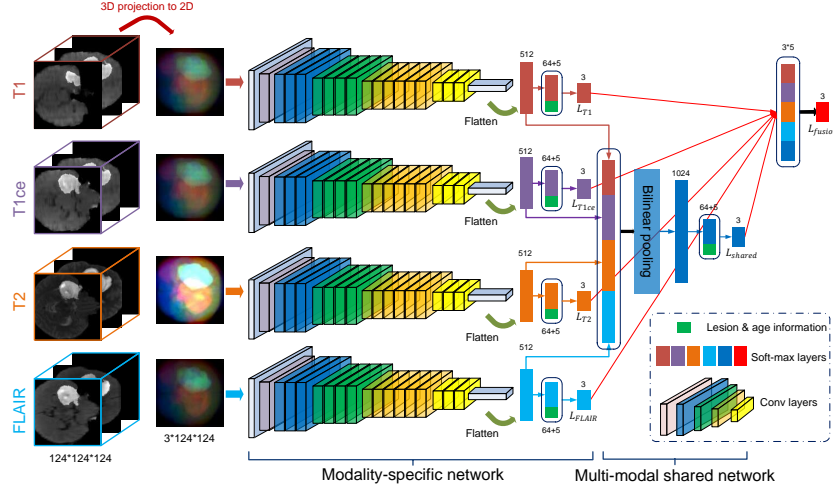 3D projection to 2D
T1
512
64+5
3
L_T1
Flatten
3*5
3
L_fusio
T1ce
512
64+5
3
L_T1ce
Flatten
Bilinear pooling
1024
64+5
3
L_shared
T2
512
64+5
3
L_T2
Flatten
FLAIR
512
64+5
3
L_FLAIR
Flatten
124*124*124
3*124*124
Lesion & age information
Soft-max layers
Conv layers
Modality-specific network
Multi-modal shared network